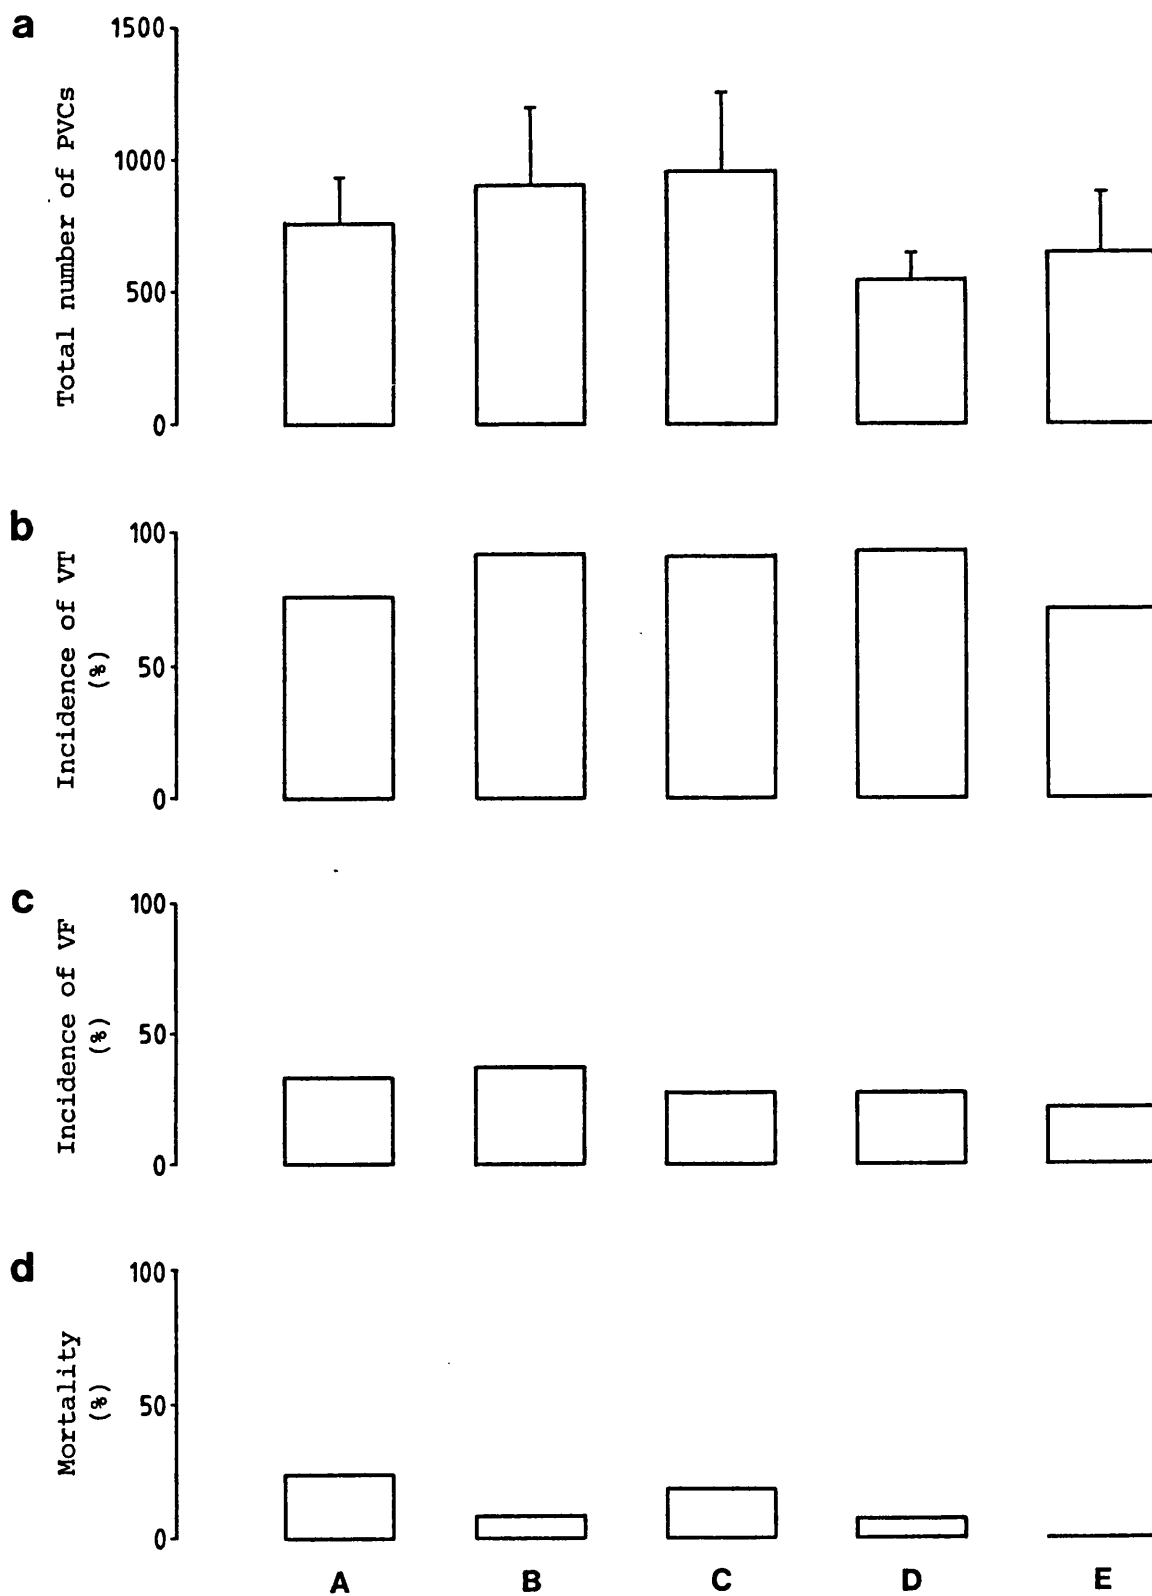 a
Total number of PVCs
1500
1000
500
0
b
Incidence of VT
(%)
100
50
0
c
Incidence of VF
(%)
100
50
0
d
Mortality
(%)
100
50
0
A B C D E